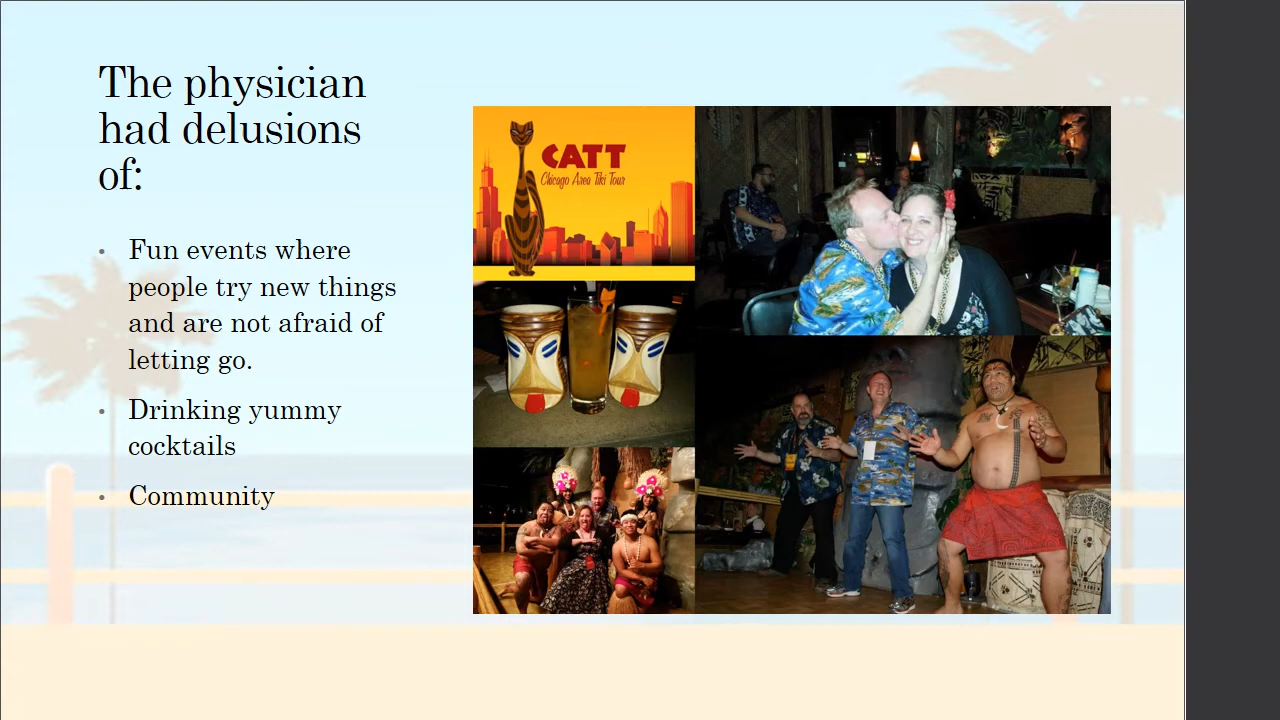 The physician
had delusions
of:
Fun events where
people try new things
and are not afraid of
letting go.
Drinking yummy
cocktails
Community
CATT
Chicago Area Tiki Tour